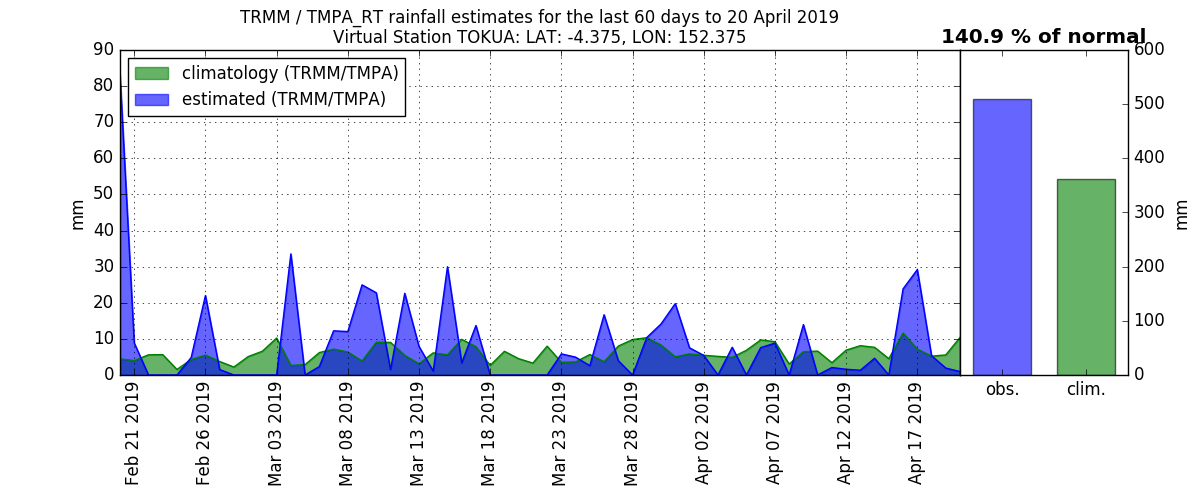 TRMM / TMPA_RT rainfall estimates for the last 60 days to 20 April 2019
Virtual Station TOKUA: LAT: -4.375, LON: 152.375
140.9 % of normal
climatology (TRMM/TMPA)
estimated (TRMM/TMPA)
90
80
70
60
50
40
30
20
10
0
mm
Feb 21 2019
Feb 26 2019
Mar 03 2019
Mar 08 2019
Mar 13 2019
Mar 18 2019
Mar 23 2019
Mar 28 2019
Apr 02 2019
Apr 07 2019
Apr 12 2019
Apr 17 2019
600
500
400
300
200
100
0
mm
obs.
clim.